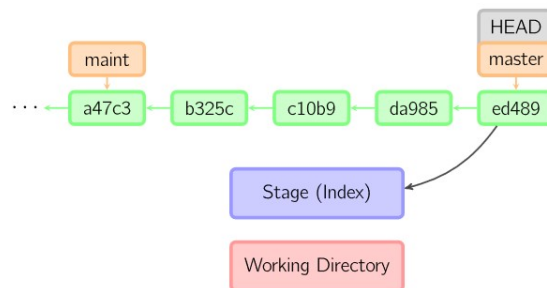 HEAD
maint
master
...
a47c3
b325c
c10b9
da985
ed489
Stage (Index)
Working Directory